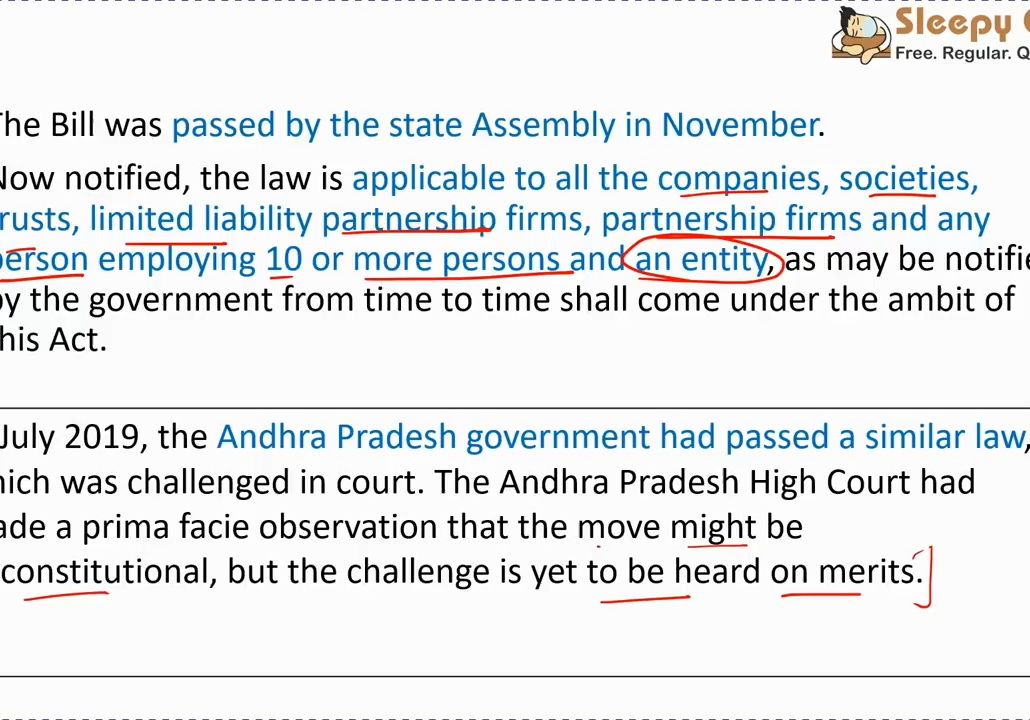 Sleepy
Free. Regular. Q
The Bill was passed by the state Assembly in November.
Now notified, the law is applicable to all the companies, societies,
trusts, limited liability partnership firms, partnership firms and any
person employing 10 or more persons and an entity, as may be notifie
by the government from time to time shall come under the ambit of
this Act.
July 2019, the Andhra Pradesh government had passed a similar law,
hich was challenged in court. The Andhra Pradesh High Court had
ade a prima facie observation that the move might be
constitutional, but the challenge is yet to be heard on merits.